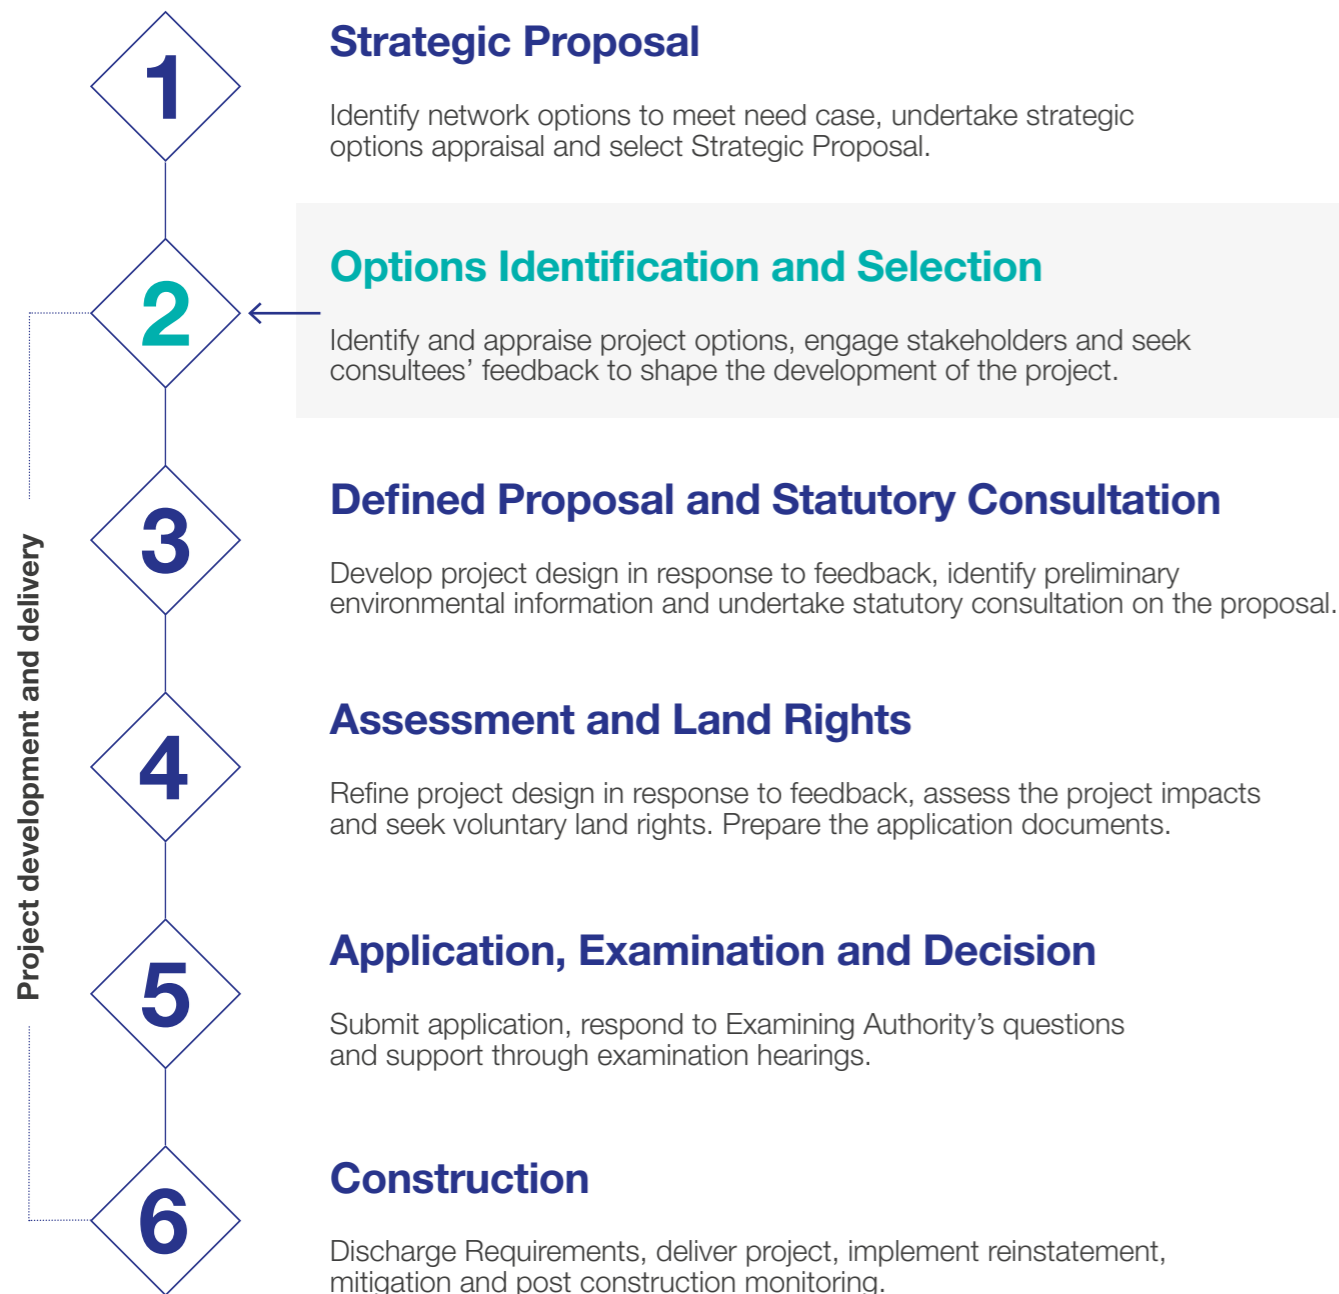 1
Strategic Proposal
Identify network options to meet need case, undertake strategic
options appraisal and select Strategic Proposal.
2
Options Identification and Selection
Identify and appraise project options, engage stakeholders and seek
consultees’ feedback to shape the development of the project.
3
Defined Proposal and Statutory Consultation
Develop project design in response to feedback, identify preliminary
environmental information and undertake statutory consultation on the proposal.
4
Assessment and Land Rights
Refine project design in response to feedback, assess the project impacts
and seek voluntary land rights. Prepare the application documents.
5
Application, Examination and Decision
Submit application, respond to Examining Authority’s questions
and support through examination hearings.
6
Construction
Discharge Requirements, deliver project, implement reinstatement,
mitigation and post construction monitoring.
Project development and delivery